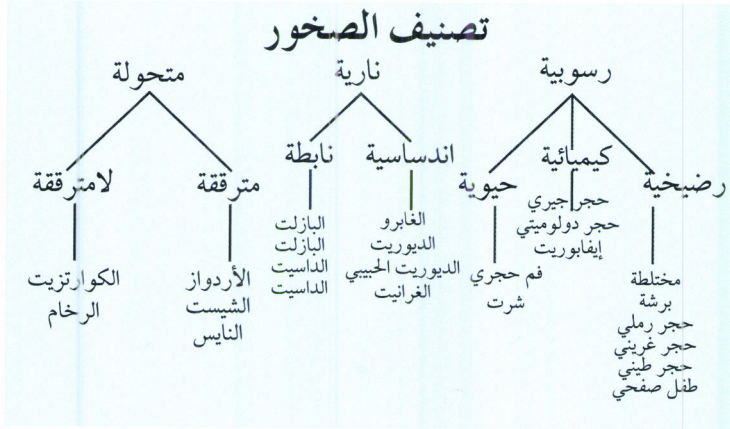 تصنيف الصخور
رسوبية
نارية
متحولة
رضيخية
كيميائية
حيوية
اندساسية
نابطة
مترققة
لامترققة
مختلطة
برشة
حجر رملي
حجر غريني
حجر طيني
طفل صفحي
حجر جيري
حجر دولوميتي
إيفابوريت
فم حجري
شرت
الغابرو
الديوريت
الديوريت الحبيبي
الغرانيت
البازلت
البازلت
الداسيت
الداسيت
الأردواز
الشيست
النايس
الكوارتزيت
الرخام